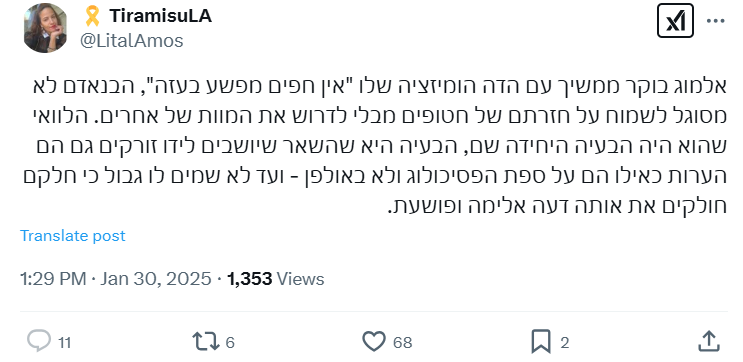 🎗️ TiramisuLA
@LitalAmos
אלמוג בוקר ממשיך עם הדה הומיזציה שלו "אין חפים מפשע בעזה", הבנאדם לא
מסוגל לשמוח על חזרתם של חטופים מבלי לדרוש את המוות של אחרים. הלוואי
שהוא היה הבעיה היחידה שם, הבעיה היא שהשאר שיושבים לידו זורקים גם הם
הערות כאילו הם על ספת הפסיכולוג ולא באולפן - ועד לא שמים לו גבול כי חלקם
חולקים את אותה דעה אלימה ופושעת.
Translate post
1:29 PM · Jan 30, 2025 · 1,353 Views
11 6 68 2